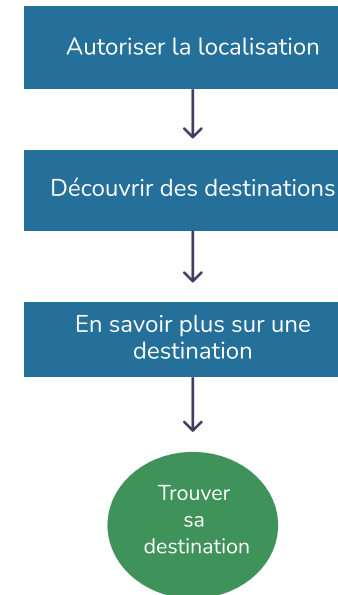 Autoriser la localisation
Découvrir des destinations
En savoir plus sur une
destination
Trouver
sa
destination